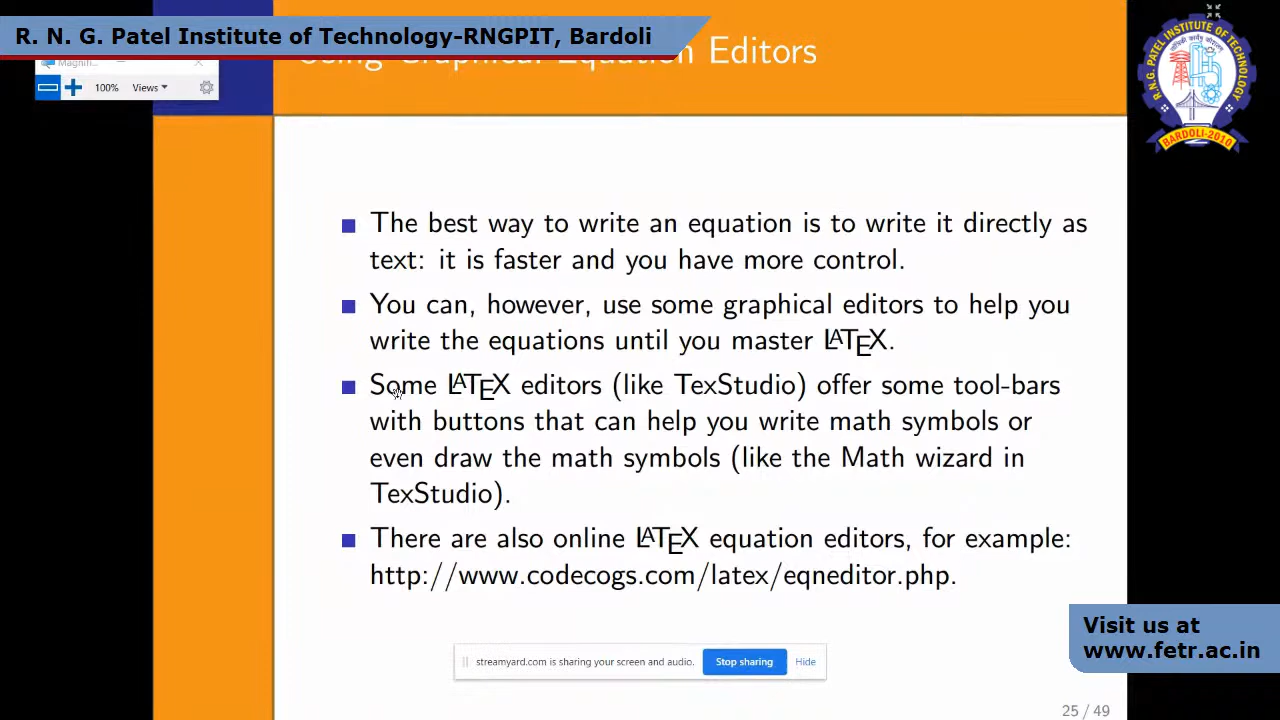 R. N. G. Patel Institute of Technology-RNGPIT, Bardoli
Using Graphical Equation Editors
Magnifi...
100% Views
R.N.G. PATEL INSTITUTE OF TECHNOLOGY
BARDOLI-2010
The best way to write an equation is to write it directly as
text: it is faster and you have more control.
You can, however, use some graphical editors to help you
write the equations until you master LATEX.
Some LATEX editors (like TexStudio) offer some tool-bars
with buttons that can help you write math symbols or
even draw the math symbols (like the Math wizard in
TexStudio).
There are also online LATEX equation editors, for example:
http://www.codecogs.com/latex/eqneditor.php.
Visit us at
www.fetr.ac.in
streamyard.com is sharing your screen and audio. Stop sharing Hide
25 / 49